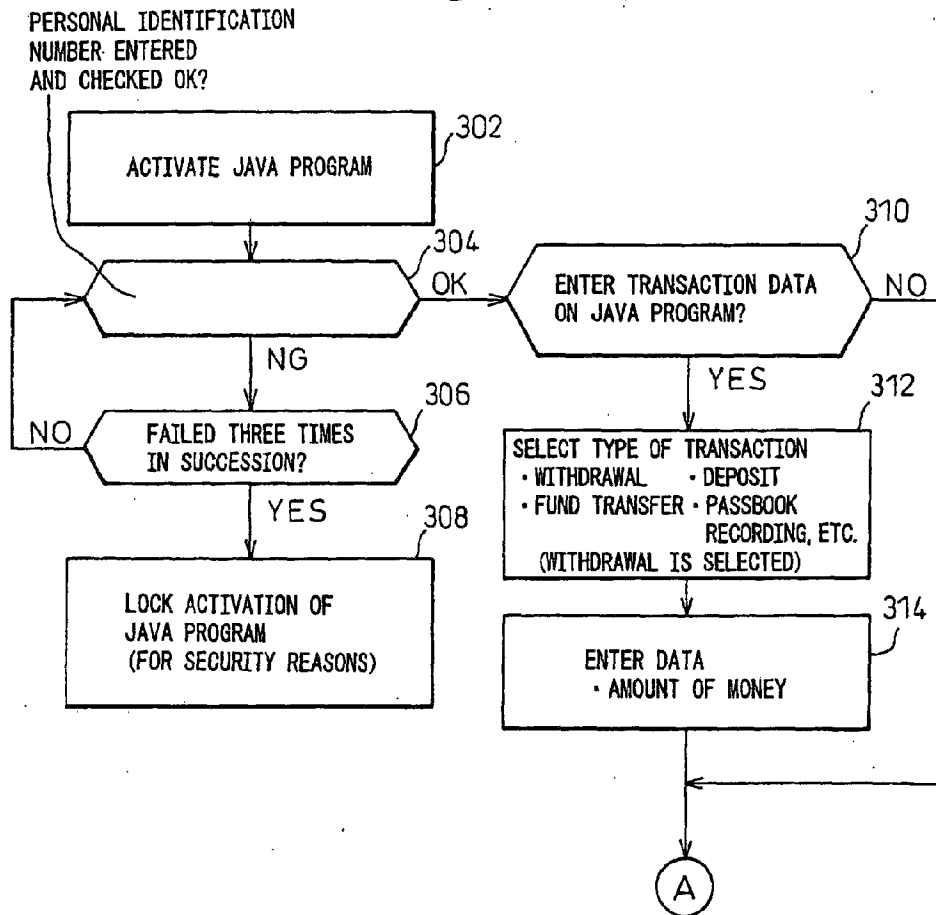 PERSONAL IDENTIFICATION
NUMBER ENTERED
AND CHECKED OK?
302
ACTIVATE JAVA PROGRAM
304
OK
NG
306
FAILED THREE TIMES
IN SUCCESSION?
NO
YES
308
LOCK ACTIVATION OF
JAVA PROGRAM
(FOR SECURITY REASONS)
310
ENTER TRANSACTION DATA
ON JAVA PROGRAM?
NO
YES
312
SELECT TYPE OF TRANSACTION
・WITHDRAWAL ・DEPOSIT
・FUND TRANSFER ・PASSBOOK
RECORDING, ETC.
(WITHDRAWAL IS SELECTED)
314
ENTER DATA
・AMOUNT OF MONEY
A